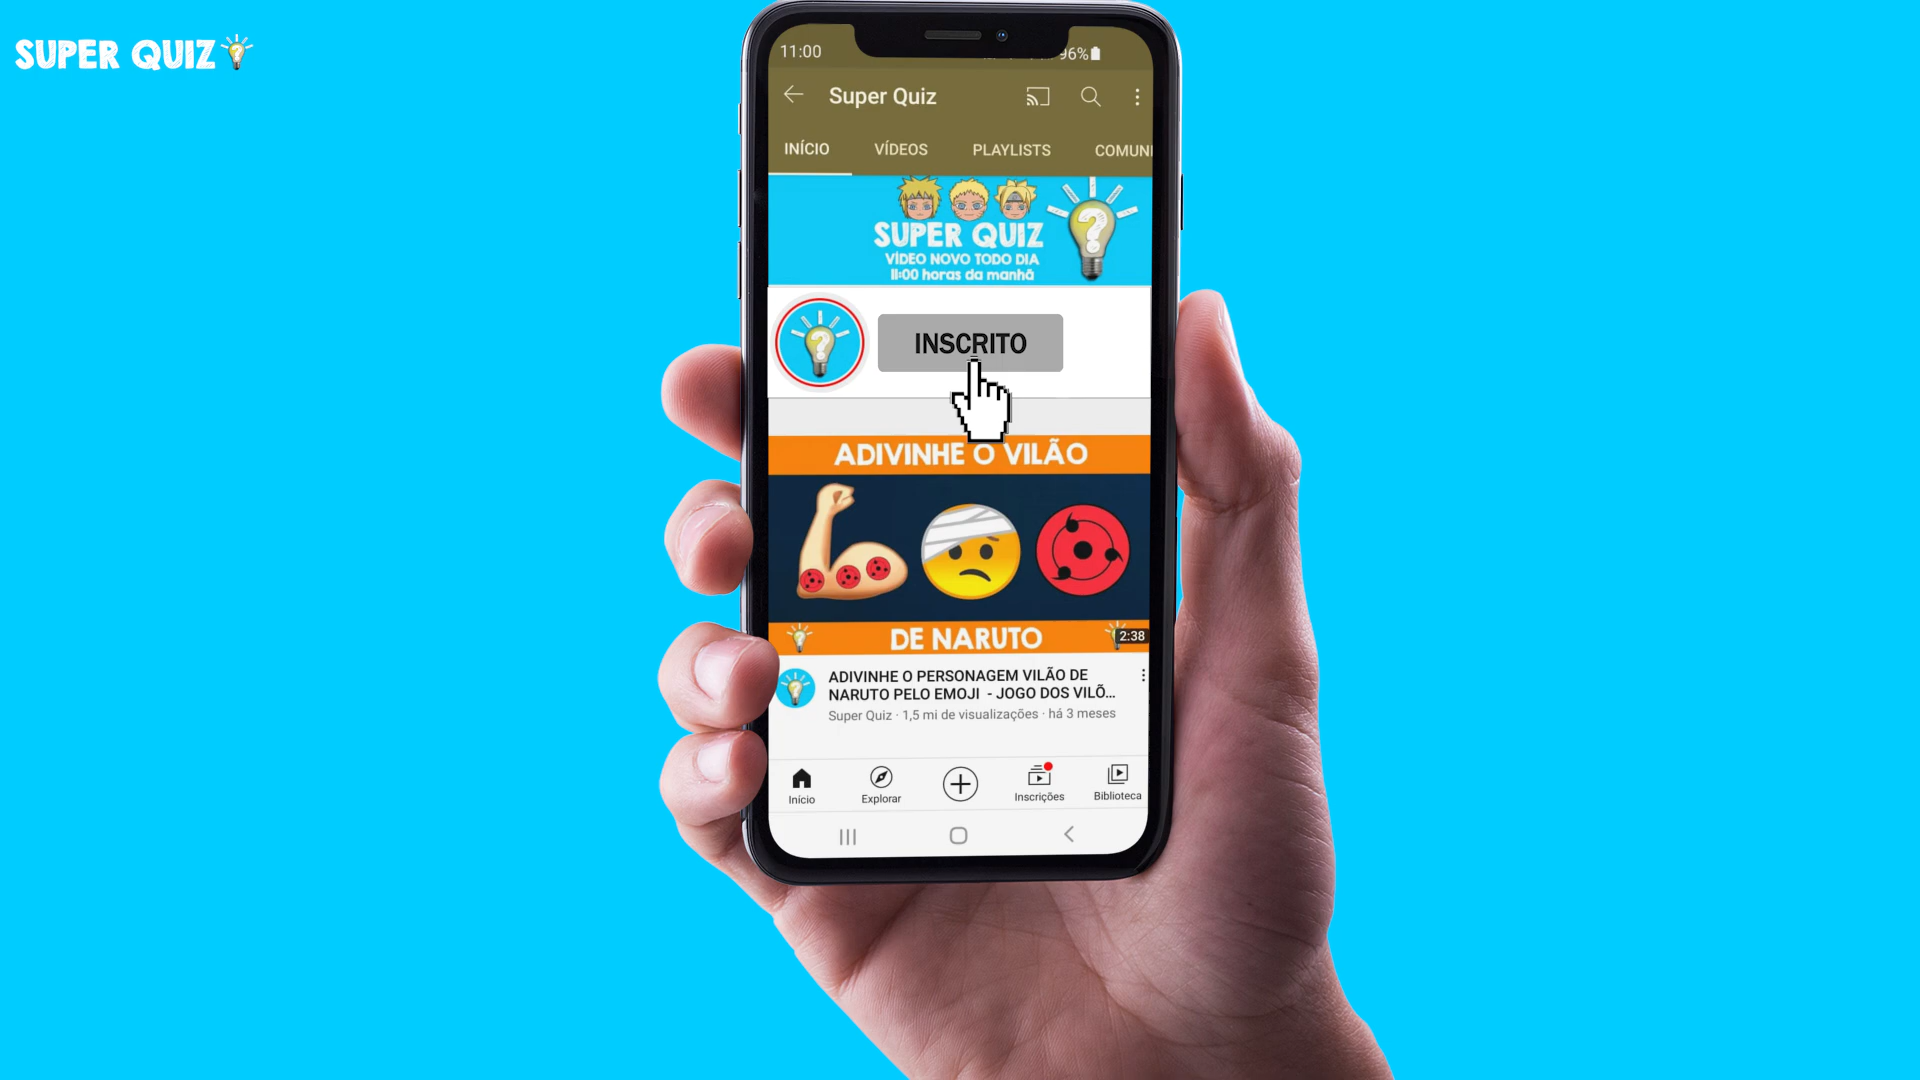 SUPER QUIZ
11:00
96%
Super Quiz
INÍCIO VÍDEOS PLAYLISTS COMUNI
SUPER QUIZ
VÍDEO NOVO TODO DIA
11:00 horas da manhã
INSCRITO
ADIVINHE O VILÃO
DE NARUTO
2:38
ADIVINHE O PERSONAGEM VILÃO DE
NARUTO PELO EMOJI - JOGO DOS VILÕ...
Super Quiz · 1,5 mi de visualizações · há 3 meses
Início Explorar Inscrições Biblioteca